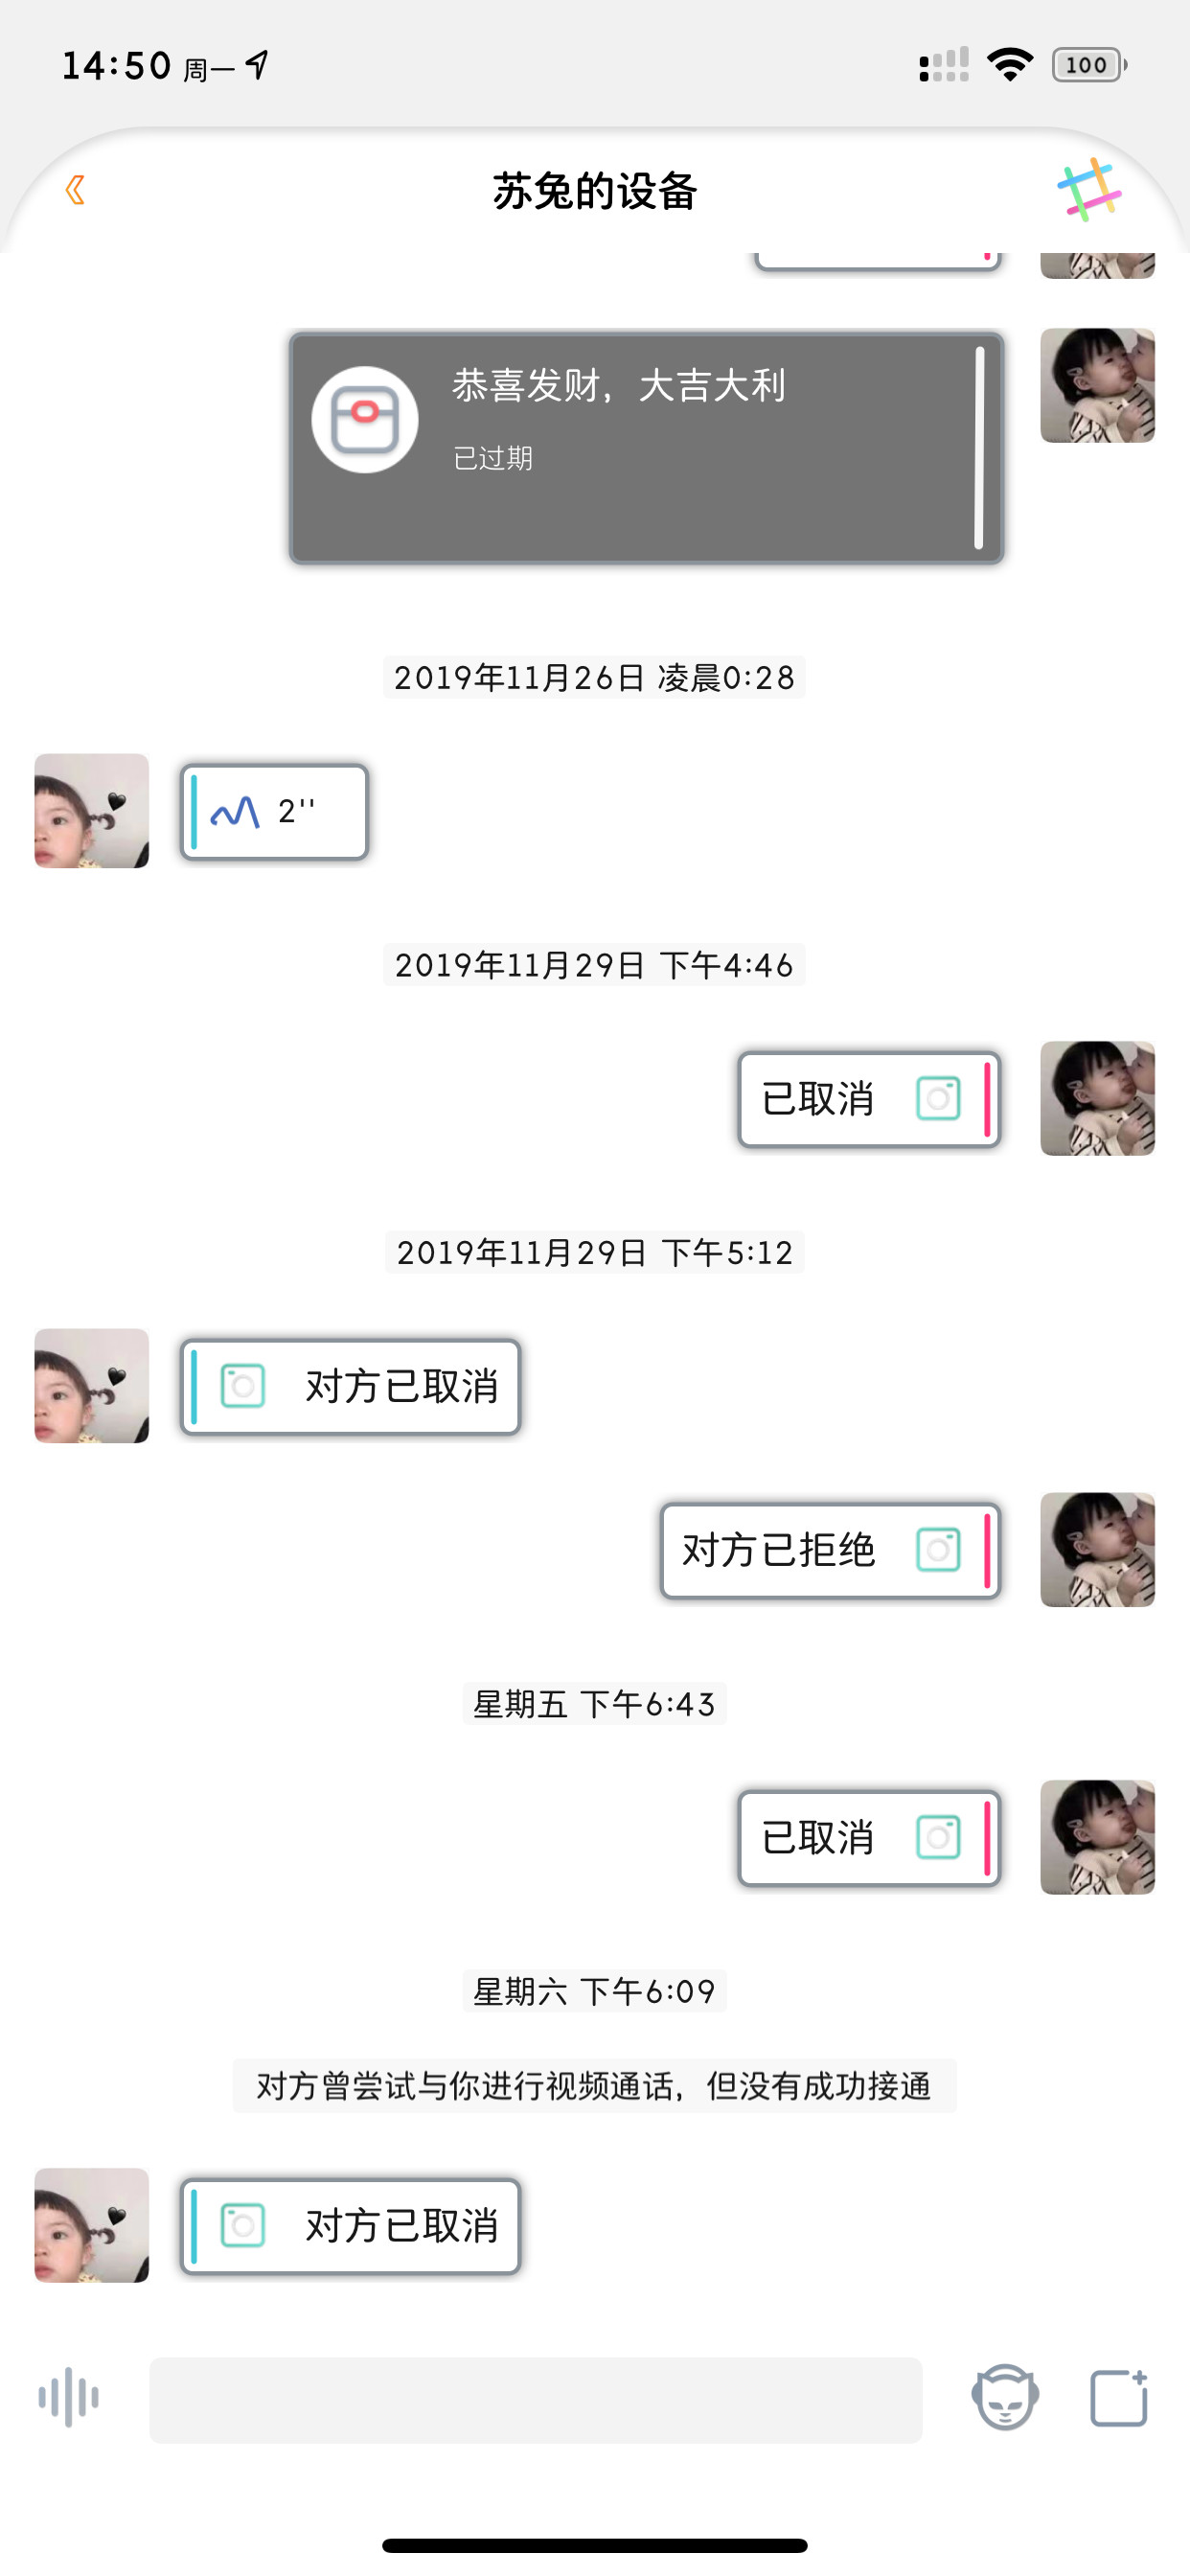 14:50 周一
100
苏兔的设备
恭喜发财，大吉大利
已过期
2019年11月26日 凌晨0:28
2''
2019年11月29日 下午4:46
已取消
2019年11月29日 下午5:12
对方已取消
对方已拒绝
星期五 下午6:43
已取消
星期六 下午6:09
对方曾尝试与你进行视频通话，但没有成功接通
对方已取消